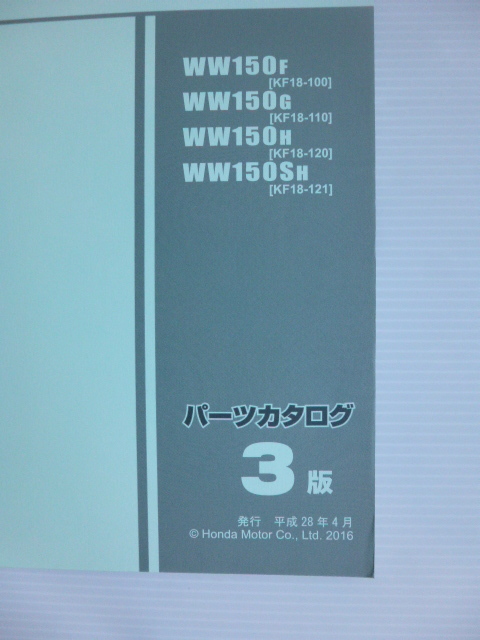 WW150F
[KF18-100]
WW150G
[KF18-110]
WW150H
[KF18-120]
WW150SH
[KF18-121]
パーツカタログ
3版
発行 平成28年4月
© Honda Motor Co., Ltd. 2016